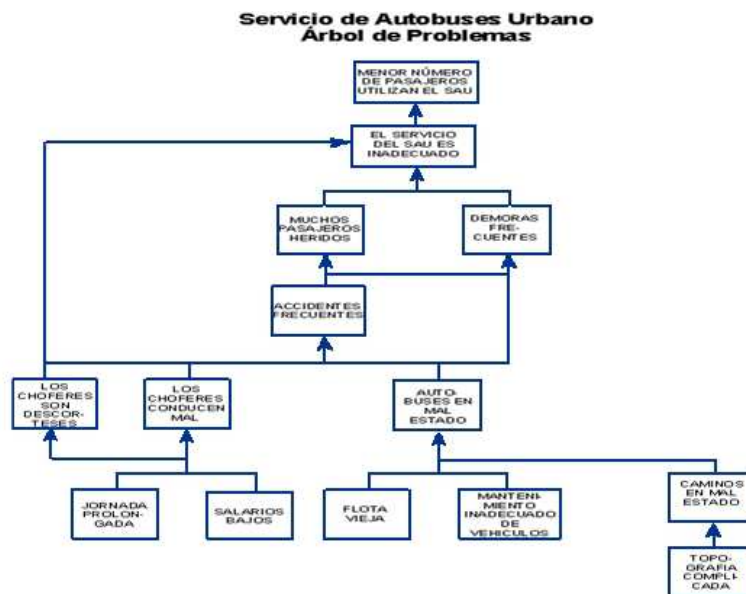 Servicio de Autobuses Urbano
Árbol de Problemas
MENOR NÚMERO
DE PASAJEROS
UTILIZAN EL SAU
EL SERVICIO
DEL SAU ES
INADECUADO
MUCHOS
PASAJEROS
HERIDOS
DEMORAS
FRE-
CUENTES
ACCIDENTES
FRECUENTES
LOS
CHOFERES
SON
DESCOR-
TESES
LOS
CHOFERES
CONDUCEN
MAL
AUTO-
BUSES EN
MAL
ESTADO
JORNADA
PROLON-
GADA
SALARIOS
BAJOS
FLOTA
VIEJA
MANTENI-
MIENTO
INADECUADO
DE
VEHICULOS
CAMINOS
EN MAL
ESTADO
TOPO-
GRAFIA
COMPLI-
CADA